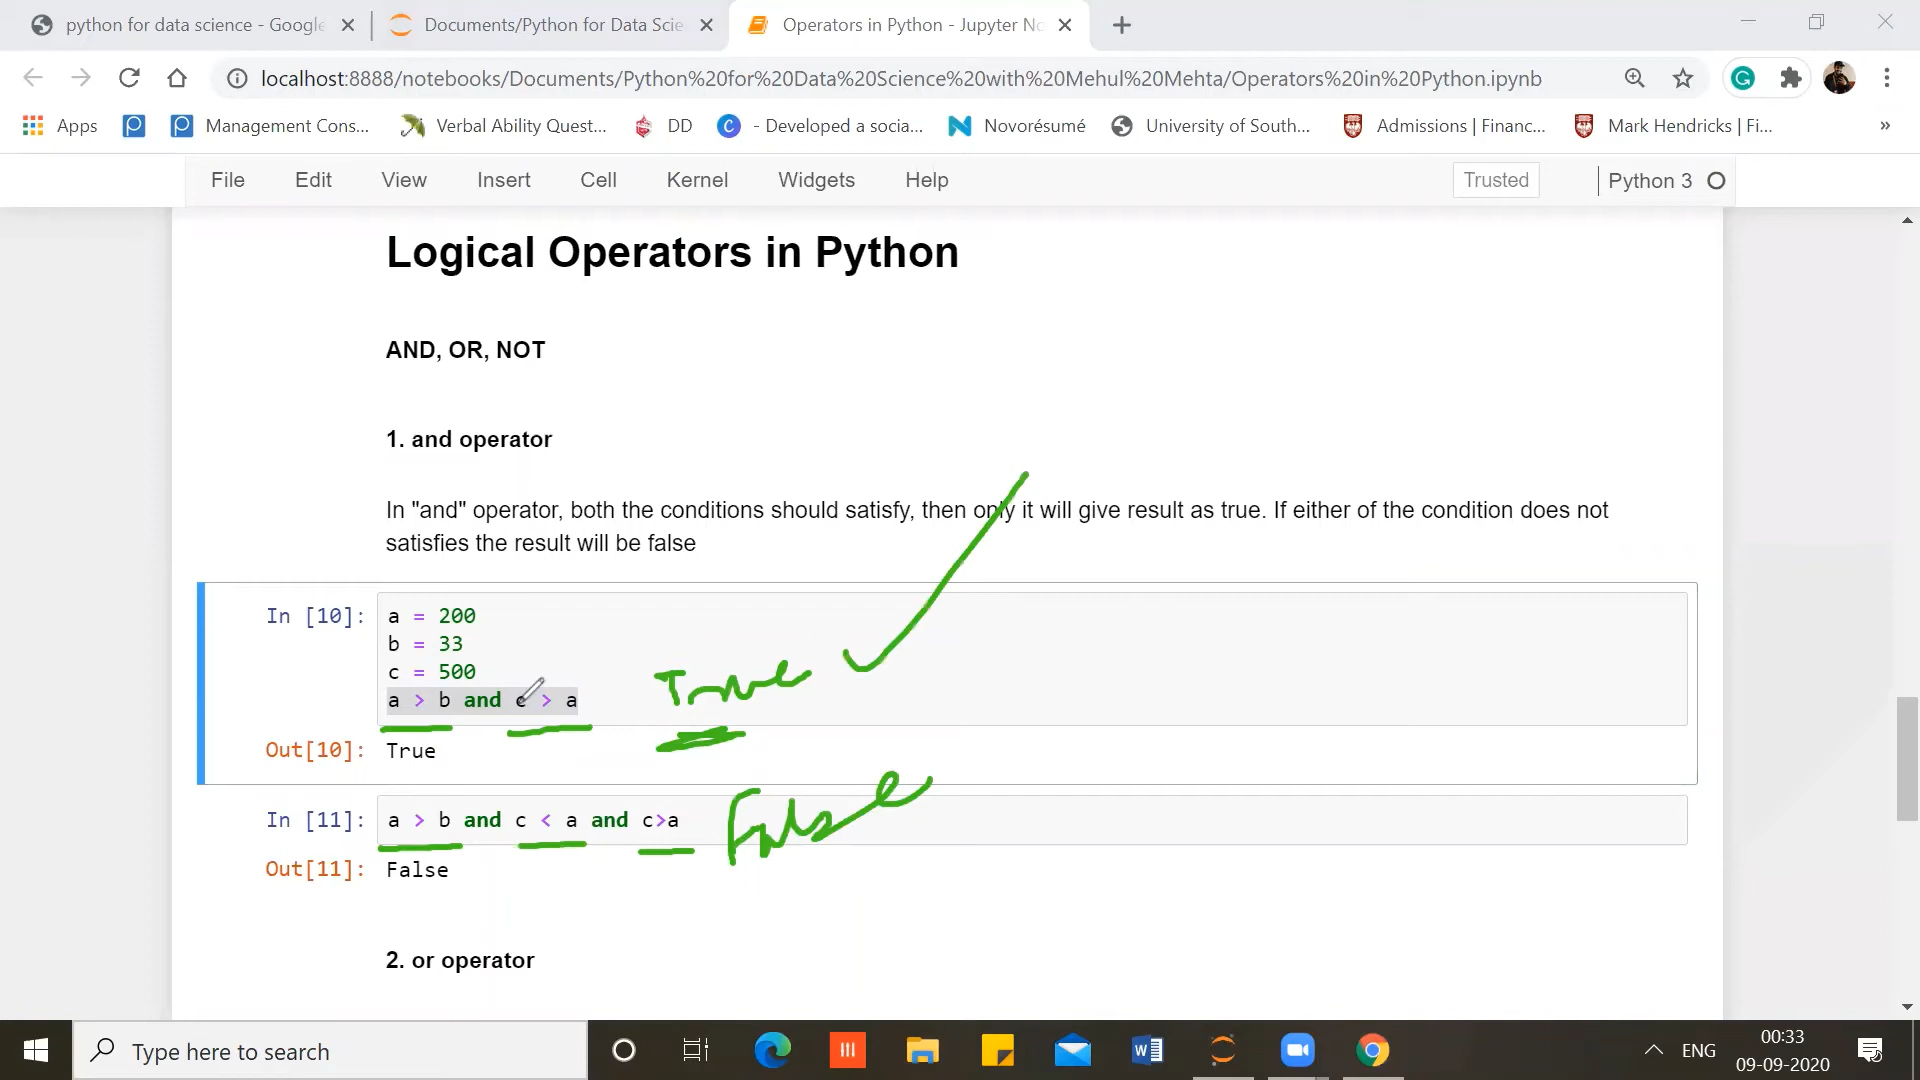 python for data science - Google
Documents/Python for Data Scie
Operators in Python - Jupyter No
localhost:8888/notebooks/Documents/Python%20for%20Data%20Science%20with%20Mehul%20Mehta/Operators%20in%20Python.ipynb
Apps
Management Cons...
Verbal Ability Quest...
DD
- Developed a socia...
Novorésumé
University of South...
Admissions | Financ...
Mark Hendricks | Fi...
»
File Edit View Insert Cell Kernel Widgets Help
Trusted
Python 3
Logical Operators in Python
AND, OR, NOT
1. and operator
In "and" operator, both the conditions should satisfy, then only it will give result as true. If either of the condition does not
satisfies the result will be false
In [10]:
a = 200
b = 33
c = 500
a > b and c > a
True
Out[10]: True
In [11]: a > b and c < a and c>a
False
Out[11]: False
2. or operator
Type here to search
ENG
00:33
09-09-2020